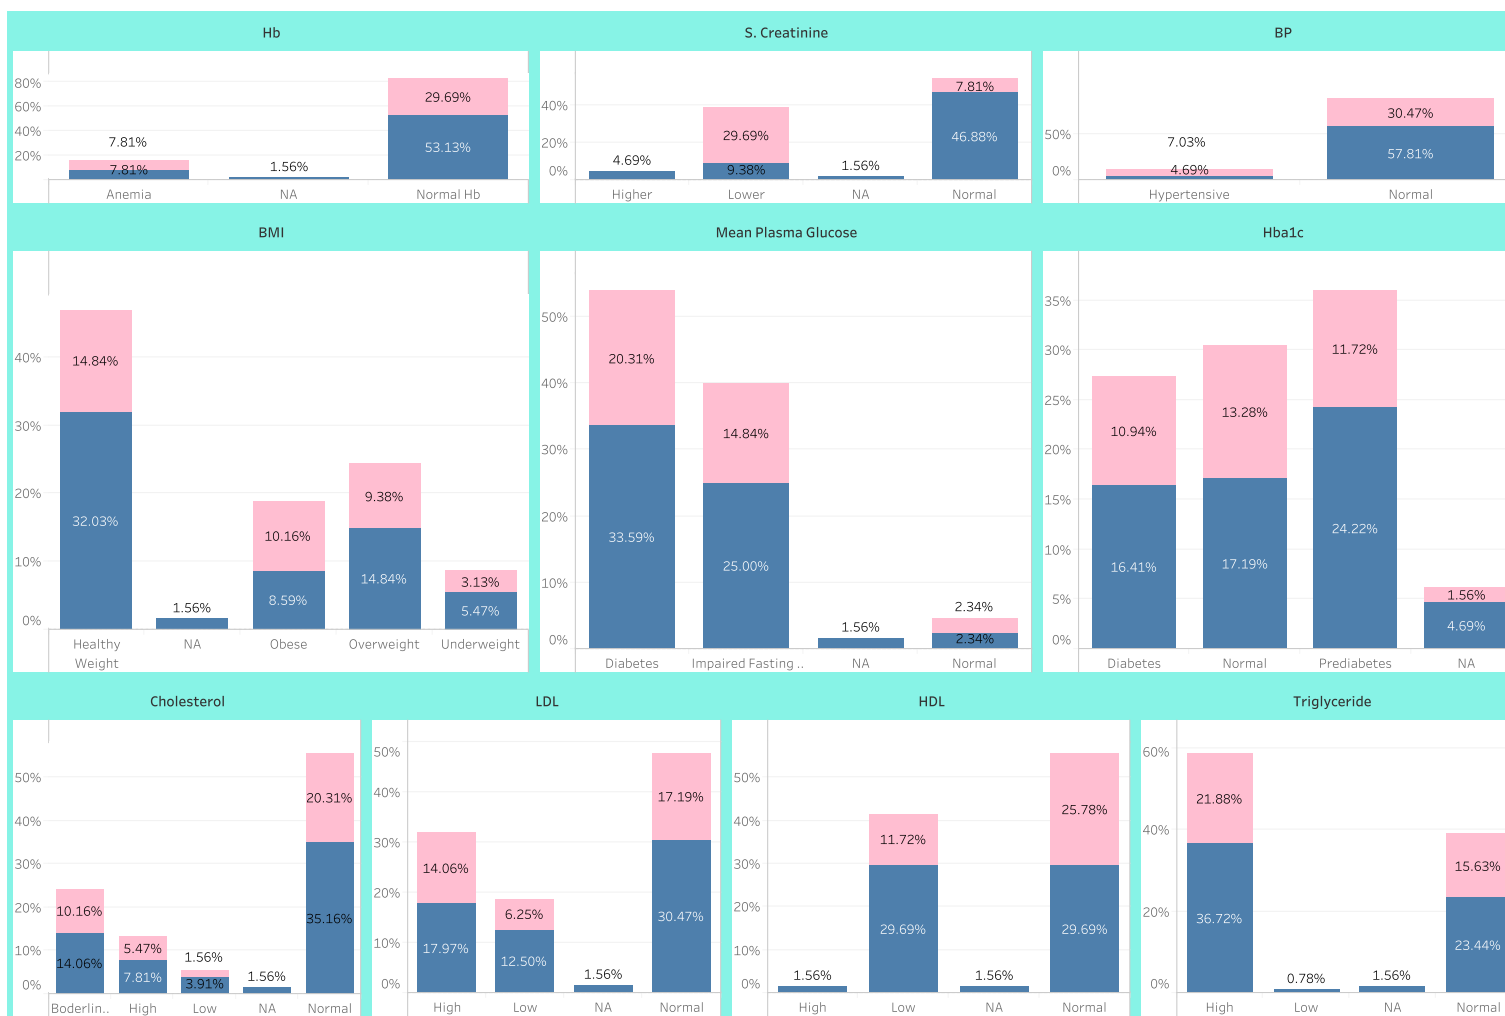 Hb
S. Creatinine
BP
80%
60%
40%
20%
7.81%
7.81%
1.56%
29.69%
53.13%
Anemia
NA
Normal Hb
40%
20%
0%
4.69%
29.69%
9.38%
1.56%
7.81%
46.88%
Higher
Lower
NA
Normal
50%
0%
7.03%
4.69%
30.47%
57.81%
Hypertensive
Normal
BMI
Mean Plasma Glucose
Hba1c
40%
30%
20%
10%
0%
14.84%
32.03%
1.56%
10.16%
8.59%
9.38%
14.84%
3.13%
5.47%
Healthy
Weight
NA
Obese
Overweight
Underweight
50%
40%
30%
20%
10%
0%
20.31%
33.59%
14.84%
25.00%
1.56%
2.34%
2.34%
Diabetes
Impaired Fasting ..
NA
Normal
35%
30%
25%
20%
15%
10%
5%
0%
10.94%
16.41%
13.28%
17.19%
11.72%
24.22%
1.56%
4.69%
Diabetes
Normal
Prediabetes
NA
Cholesterol
LDL
HDL
Triglyceride
50%
40%
30%
20%
10%
0%
10.16%
14.06%
5.47%
7.81%
1.56%
3.91%
1.56%
20.31%
35.16%
Boderlin..
High
Low
NA
Normal
50%
40%
30%
20%
10%
0%
14.06%
17.97%
6.25%
12.50%
1.56%
17.19%
30.47%
High
Low
NA
Normal
50%
40%
30%
20%
10%
0%
1.56%
11.72%
29.69%
1.56%
25.78%
29.69%
High
Low
NA
Normal
60%
40%
20%
0%
21.88%
36.72%
0.78%
1.56%
15.63%
23.44%
High
Low
NA
Normal